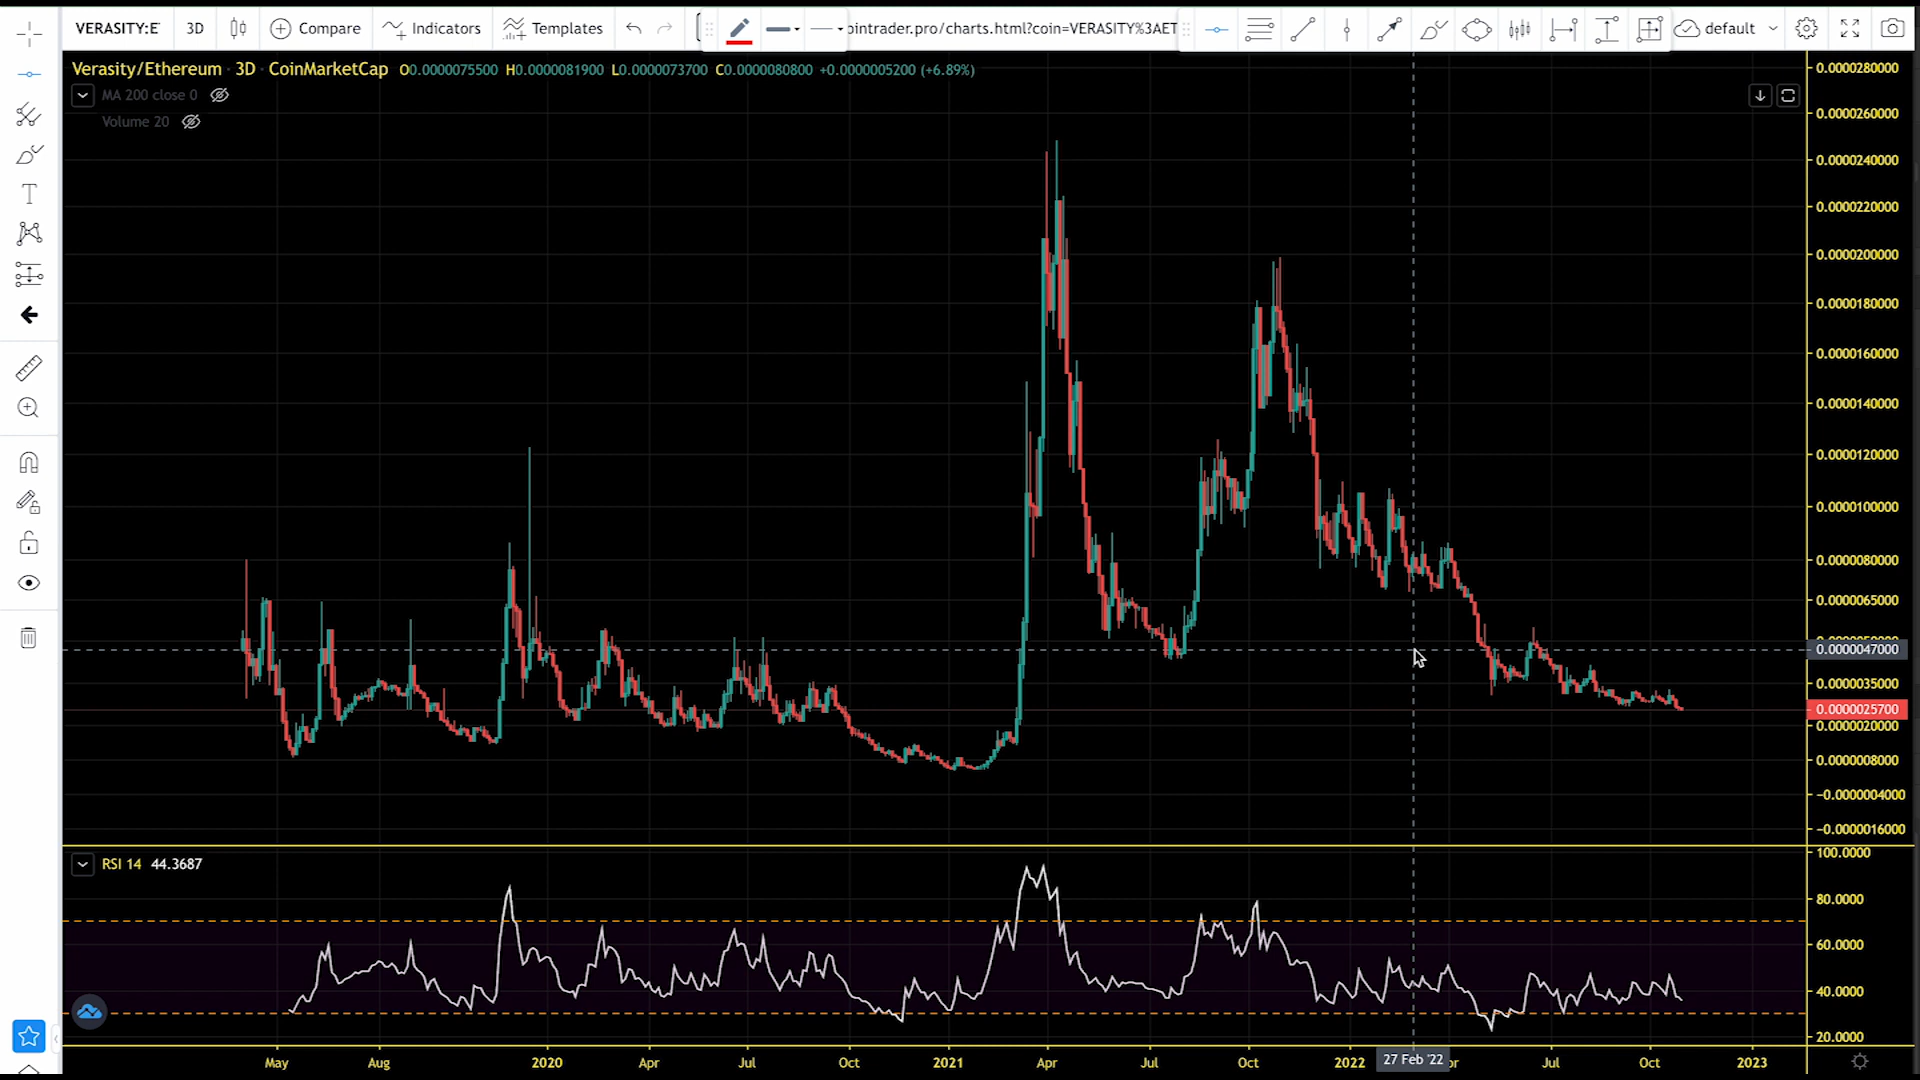 VERASITY:E
3D
Compare
Indicators
Templates
ointrader.pro/charts.html?coin=VERASITY%3AET
default
Verasity/Ethereum · 3D · CoinMarketCap O0.0000075500 H0.0000081900 L0.0000073700 C0.0000080800 +0.0000005200 (+6.89%)
MA 200 close 0
Volume 20
0.0000280000
0.0000260000
0.0000240000
0.0000220000
0.0000200000
0.0000180000
0.0000160000
0.0000140000
0.0000120000
0.0000100000
0.0000080000
0.0000065000
0.0000047000
0.0000035000
0.0000025700
0.0000020000
0.0000008000
−0.0000004000
−0.0000016000
RSI 14 44.3687
100.0000
80.0000
60.0000
40.0000
20.0000
May Aug 2020 Apr Jul Oct 2021 Apr Jul Oct 2022 27 Feb '22 Jul Oct 2023